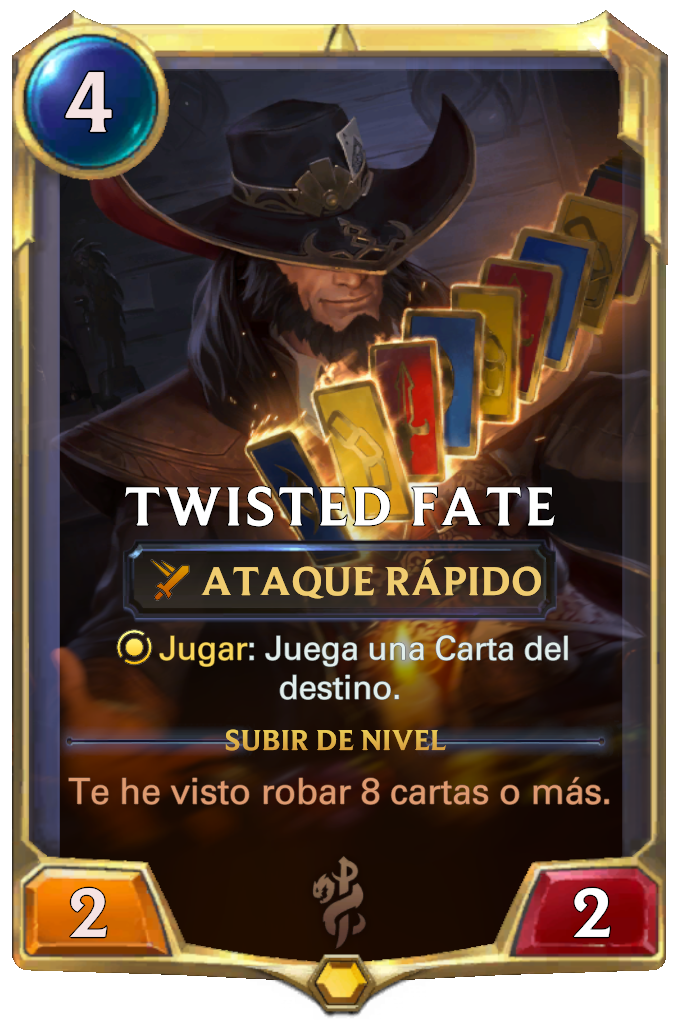 4
TWISTED FATE
ATAQUE RÁPIDO
Jugar: Juega una Carta del
destino.
SUBIR DE NIVEL
Te he visto robar 8 cartas o más.
2
2